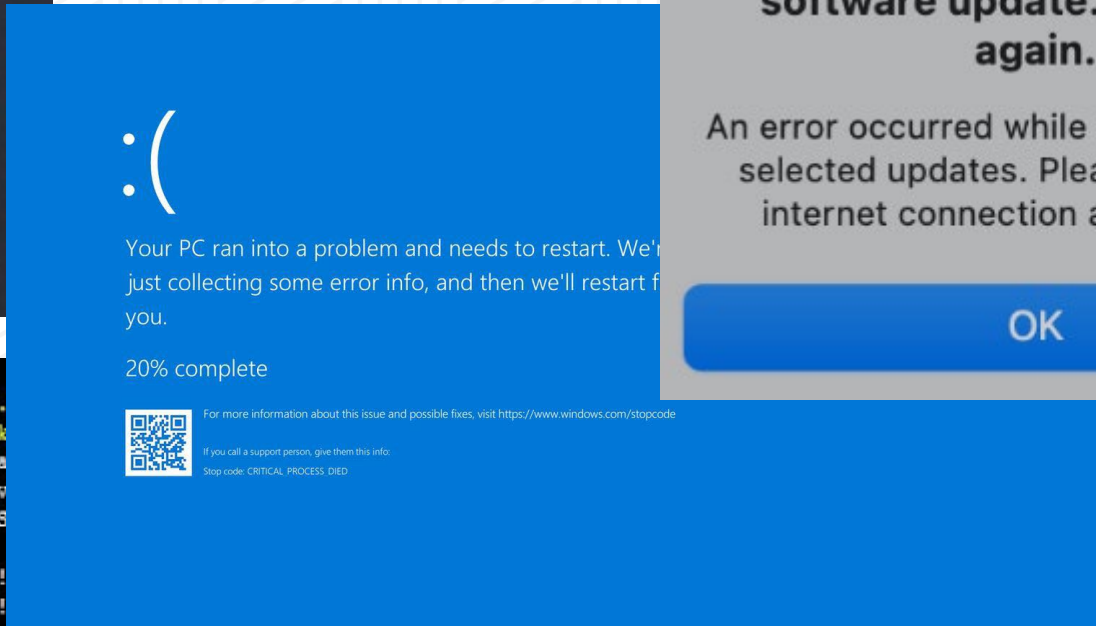 :(
Your PC ran into a problem and needs to restart. We'r
just collecting some error info, and then we'll restart f
you.
20% complete
For more information about this issue and possible fixes, visit https://www.windows.com/stopcode
If you call a support person, give them this info:
Stop code: CRITICAL PROCESS DIED
software update.
again.
An error occurred while
selected updates. Plea
internet connection a
OK